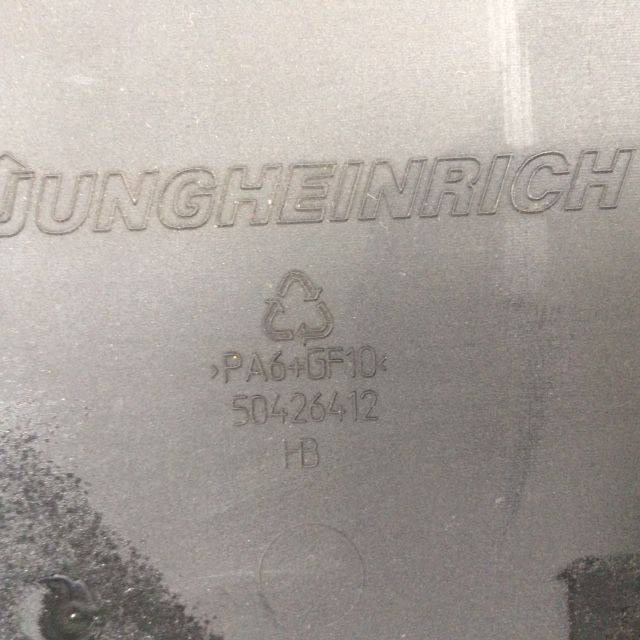 JUNGHEINRICH
>PA6+GF10<
50426412
HB